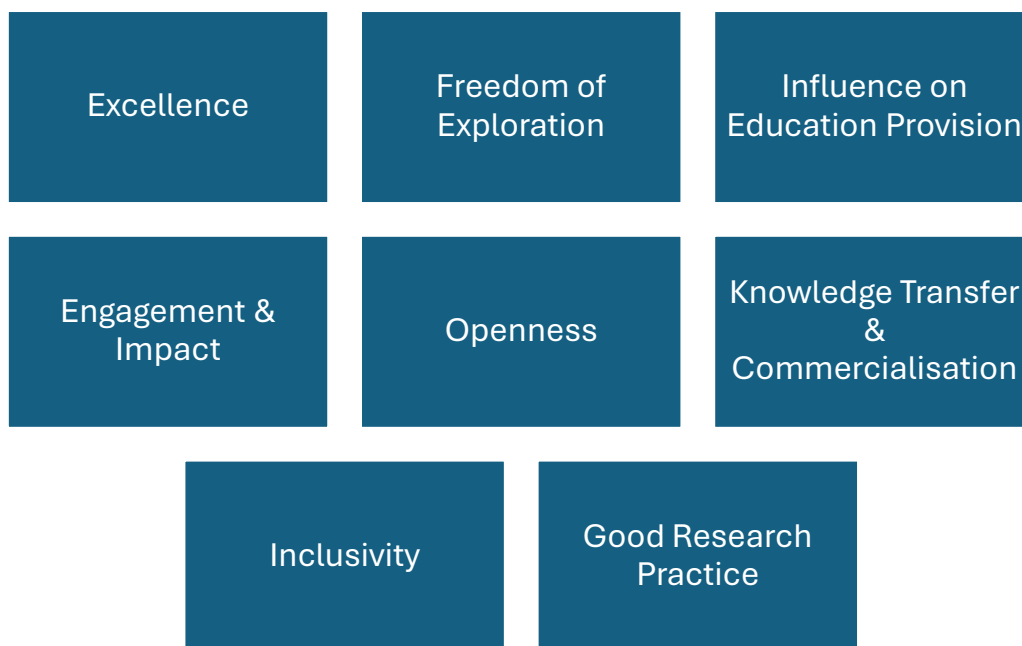 Excellence
Freedom of
Exploration
Influence on
Education Provision
Engagement &
Impact
Openness
Knowledge Transfer
&
Commercialisation
Inclusivity
Good Research
Practice